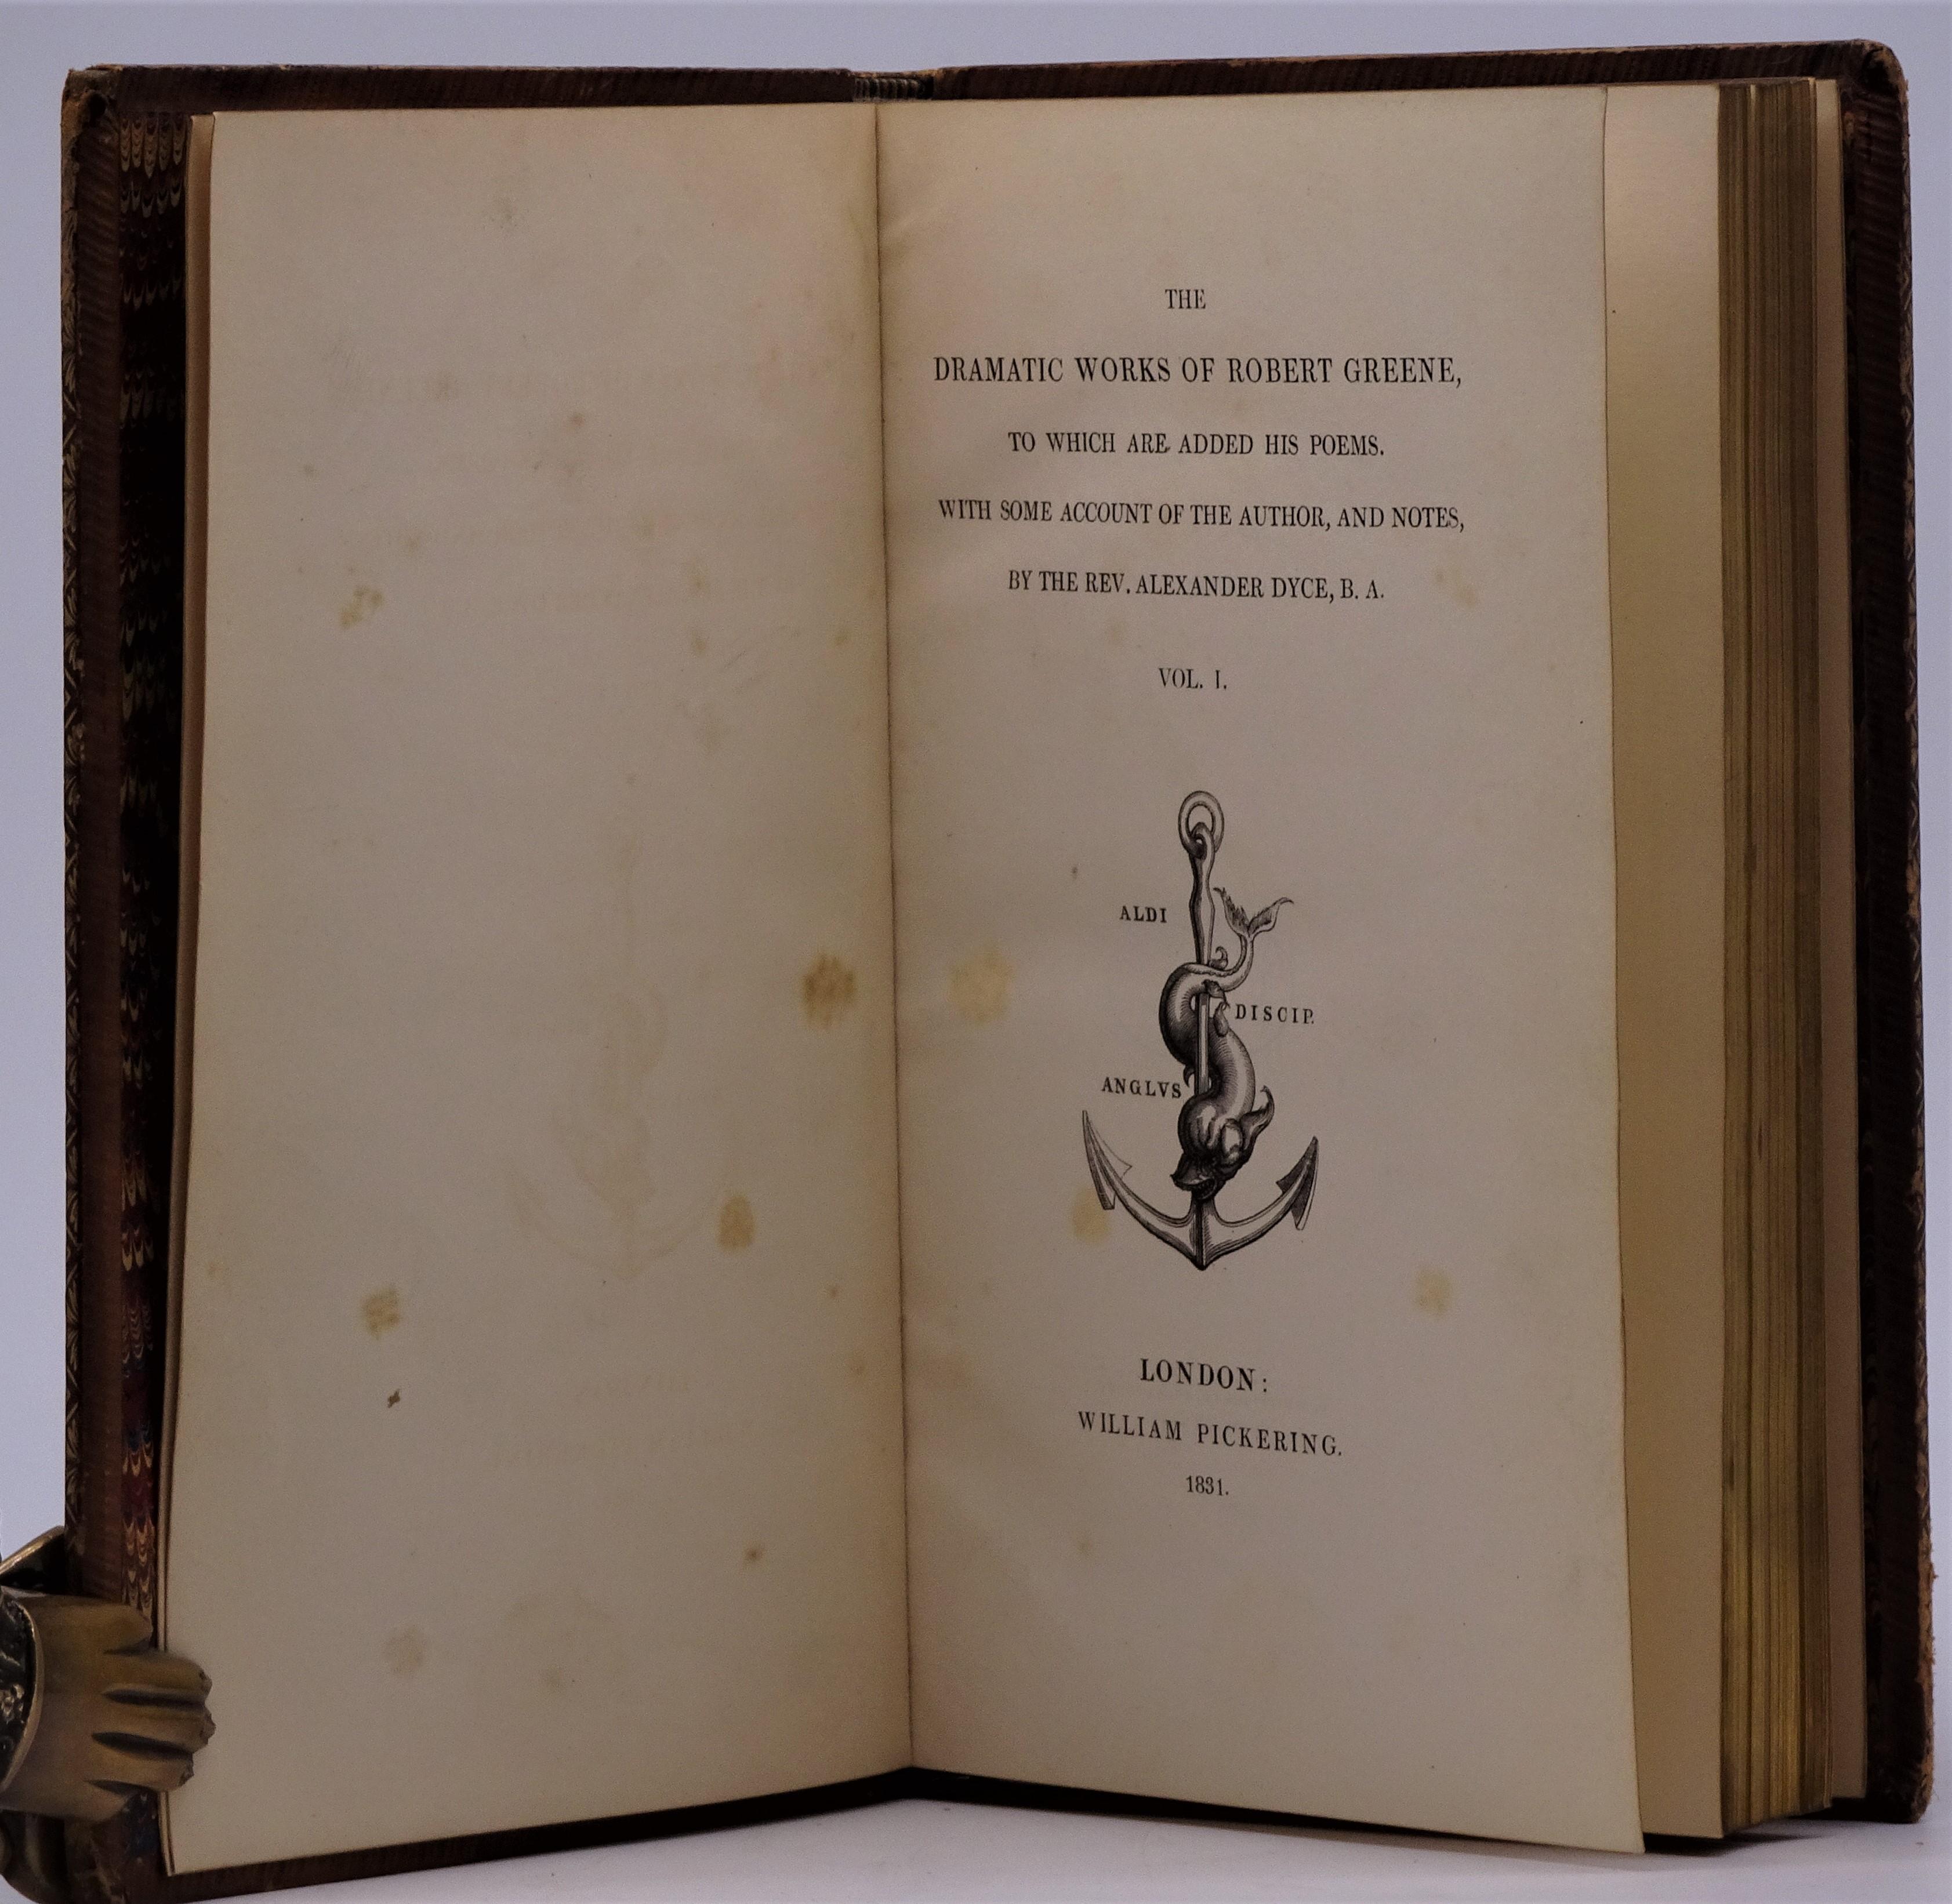 THE
DRAMATIC WORKS OF ROBERT GREENE,
TO WHICH ARE ADDED HIS POEMS.
WITH SOME ACCOUNT OF THE AUTHOR, AND NOTES,
BY THE REV. ALEXANDER DYCE, B. A.
VOL. I.
ALDI
DISCIP.
ANGLVS
LONDON:
WILLIAM PICKERING.
1831.